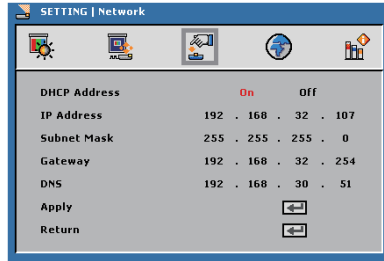 SETTING | Network
DHCP Address On Off
IP Address 192 . 168 . 32 . 107
Subnet Mask 255 . 255 . 255 . 0
Gateway 192 . 168 . 32 . 254
DNS 192 . 168 . 30 . 51
Apply
Return